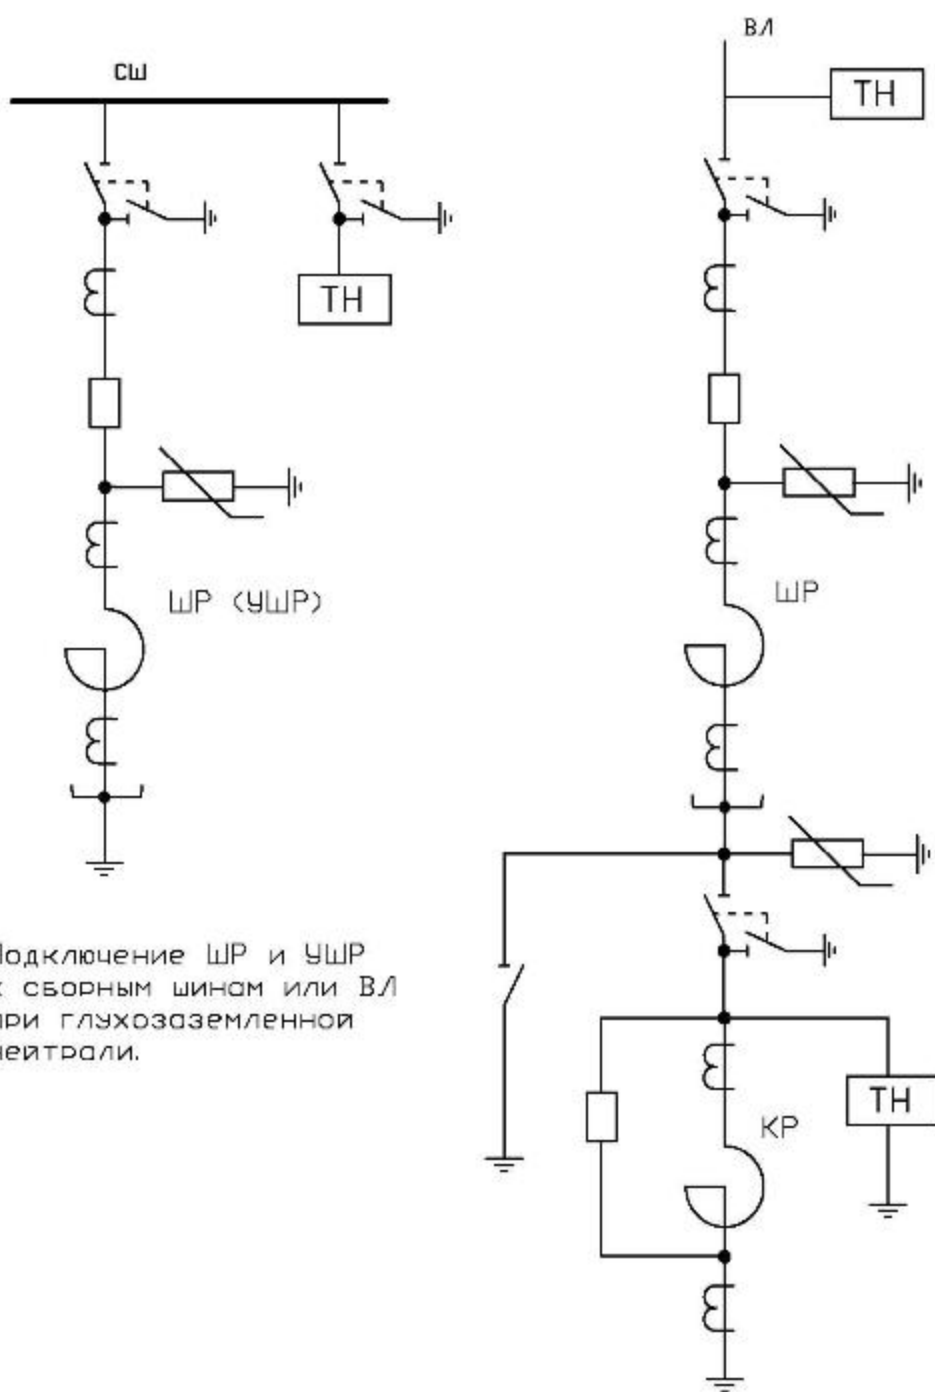 СШ
ТН
ШР (УШР)
Подключение ШР и УШР
к сборным шинам или ВЛ
при глухозаземленной
нейтрали.
ВЛ
ТН
ШР
ТН
КР